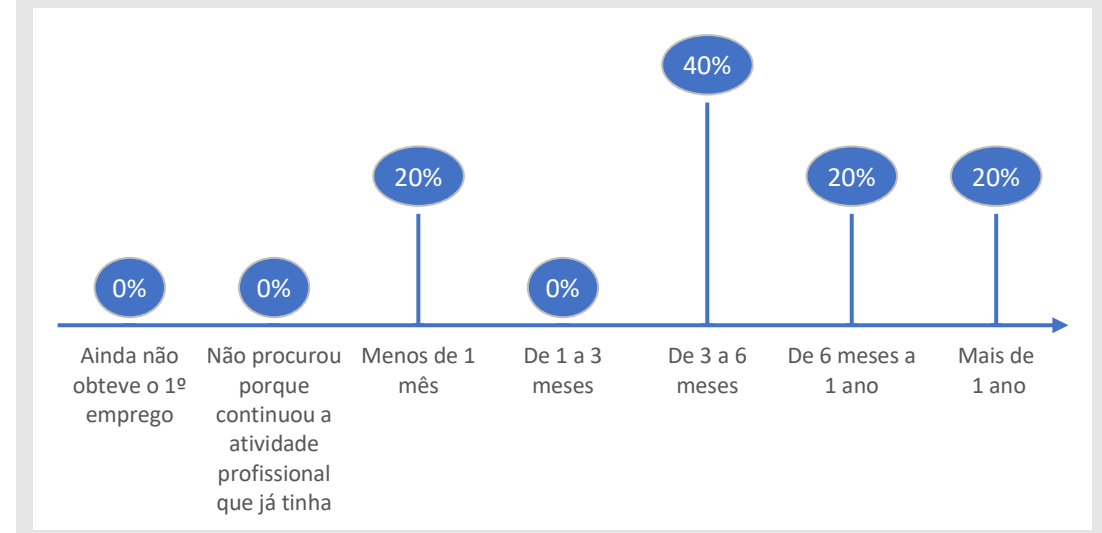 40%
20%
20%
20%
0%
0%
0%
Ainda não
obteve o 1º
emprego
Não procurou
porque
continuou a
atividade
profissional
que já tinha
Menos de 1
mês
De 1 a 3
meses
De 3 a 6
meses
De 6 meses a
1 ano
Mais de
1 ano